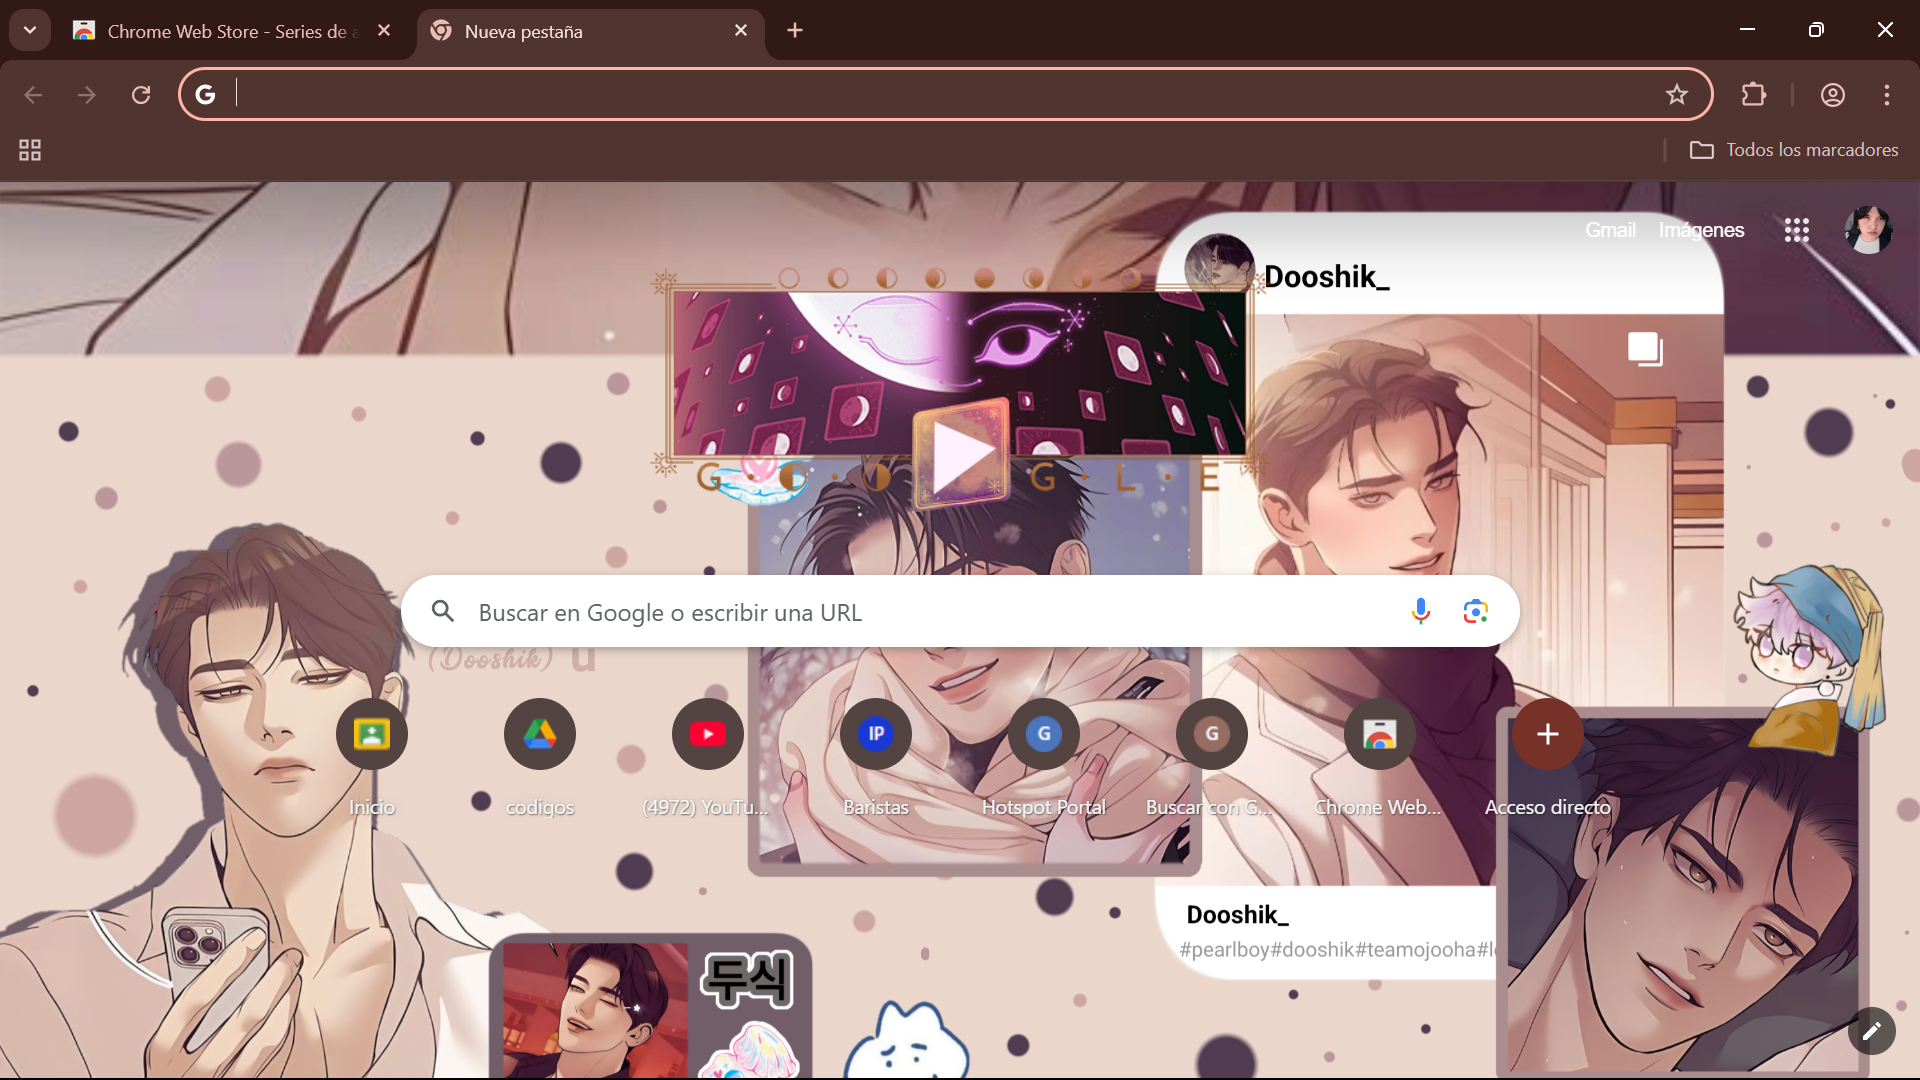 Chrome Web Store - Series de a
Nueva pestaña
Todos los marcadores
Gmail Imágenes
Dooshik_
G · O · O G · L · E
Buscar en Google o escribir una URL
(Dooshik) u
IP G G
Inicio codigos (4972) YouTu... Baristas Hotspot Portal Buscar con G... Chrome Web... Acceso directo
Dooshik_
#pearlboy#dooshik#teamojooha#l
두식